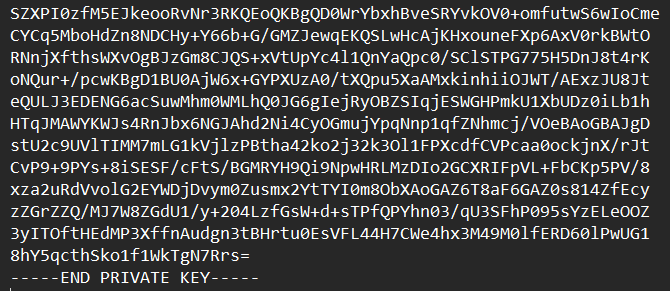 SZXPI0zfM5EJkeooRvNr3RKQEoQKBgQD0WrYbxhBveSRYvkOV0+omfutwS6wIoCme
CYCq5MboHdZn8NDCHy+Y66b+G/GMZJewqEKQSLwHcAjKHxouneFXp6AxV0rkBWtO
RNnjXfthsWXvOgBJzGm8CJQS+xVtUpYc4l1QnYaQpc0/SClSTPG775H5DnJ8t4rK
oNQur+/pcwKBgD1BU0AjW6x+GYPXUzA0/tXQpu5XaAMxkinhiiOJWT/AExzJU8Jt
eQULJ3EDENG6acSuwMhm0WMLhQ0JG6gIejRyOBZSIqjESWGHPmkU1XbUDz0iLb1h
HTqJMAWYKWJs4RnJbx6NGJAhd2Ni4CyOGmujYpqNnp1qfZNhmcj/VOeBAoGBAJgD
stU2c9UVlTIMM7mLG1kVjlzPBtha42ko2j32k3Ol1FPXcdfCVPcaa0ockjnX/rJt
CvP9+9PYs+8iSESF/cFtS/BGMRYH9Qi9NpwHRLMzDIo2GCXRIFpVL+FbCKp5PV/8
xza2uRdVvolG2EYWDjDvym0Zusmx2YtTYI0m8ObXAoGAZ6T8aF6GAZ0s814ZfEcy
zZGrZZQ/MJ7W8ZGdU1/y+204LzfGsW+d+sTPfQPYhn03/qU3SFhP095sYzELeOOZ
3yITOftHEdMP3XffnAudgn3tBHrtu0EsVFL44H7CWe4hx3M49M0lfERD60lPwUG1
8hY5qcthSko1f1WkTgN7Rrs=
-----END PRIVATE KEY-----